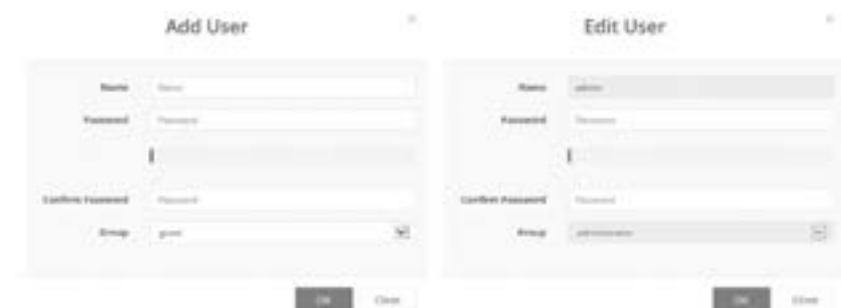 Add User
Name Name
Password Password
Confirm Password Password
Group guest
OK Close
Edit User
Name admin
Password Password
Confirm Password Password
Group administrator
OK Close